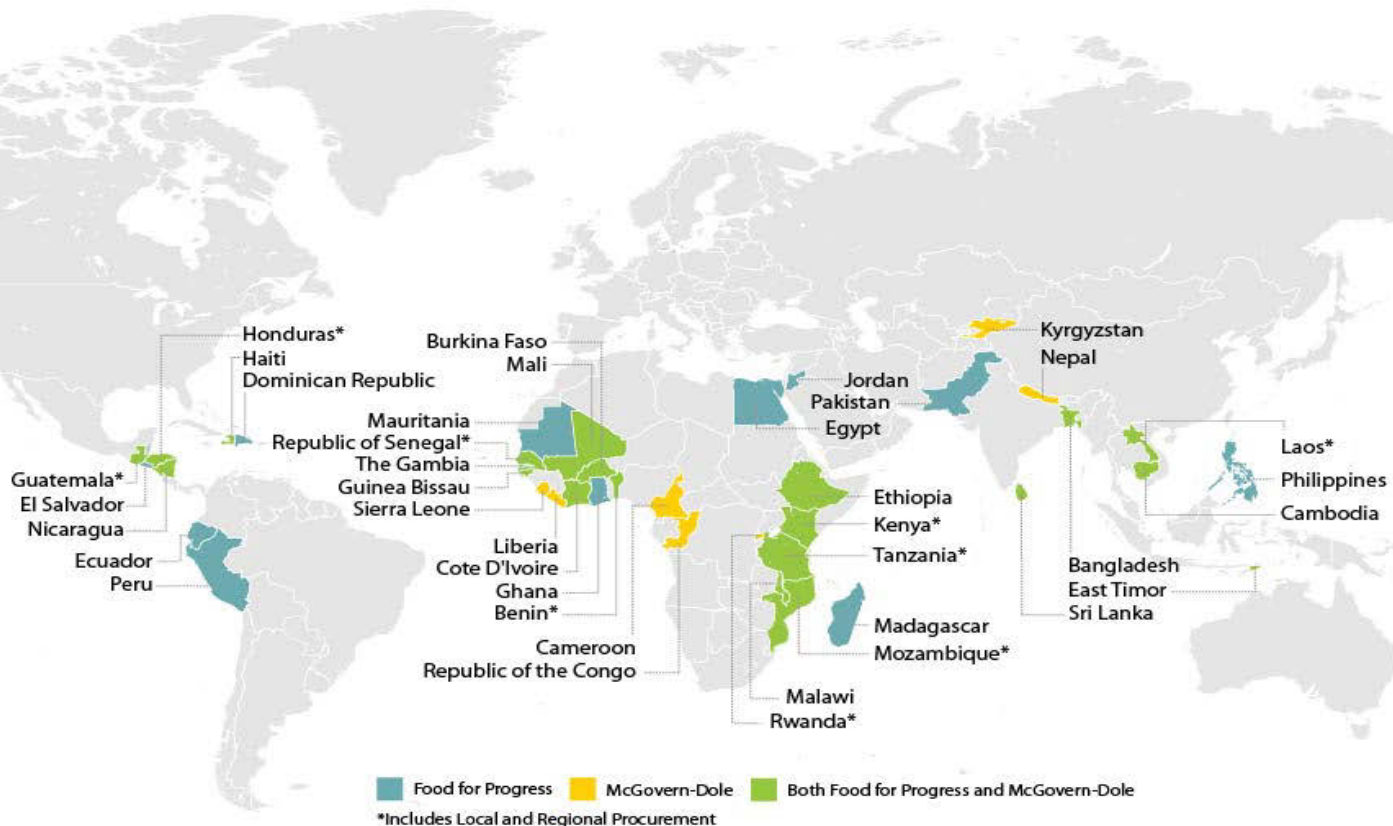 Honduras*
Haiti
Dominican Republic
Guatemala*
El Salvador
Nicaragua
Ecuador
Peru
Burkina Faso
Mali
Mauritania
Republic of Senegal*
The Gambia
Guinea Bissau
Sierra Leone
Liberia
Cote D'Ivoire
Ghana
Benin*
Cameroon
Republic of the Congo
Jordan
Pakistan
Egypt
Ethiopia
Kenya*
Tanzania*
Madagascar
Mozambique*
Malawi
Rwanda*
Kyrgyzstan
Nepal
Laos*
Philippines
Cambodia
Bangladesh
East Timor
Sri Lanka
Food for Progress
McGovern-Dole
Both Food for Progress and McGovern-Dole
*Includes Local and Regional Procurement